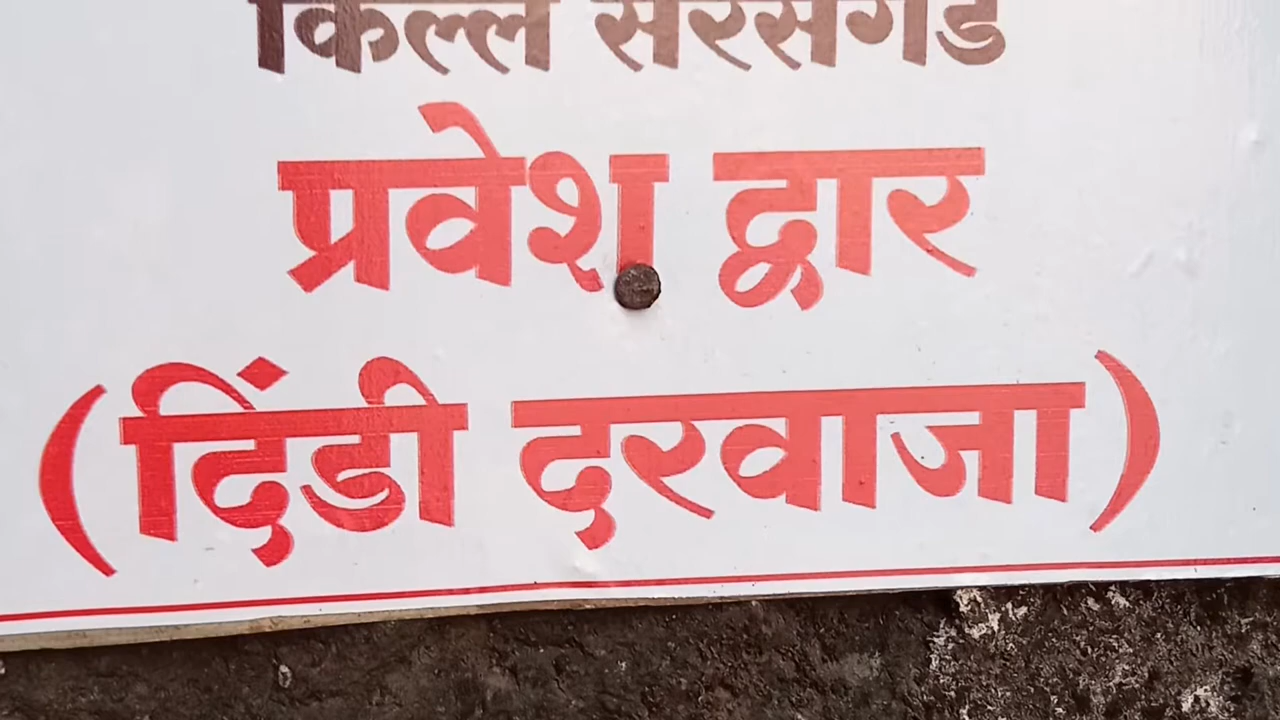 किल्ले सरसगड
प्रवेश द्वार
(दिंडी दरवाजा)